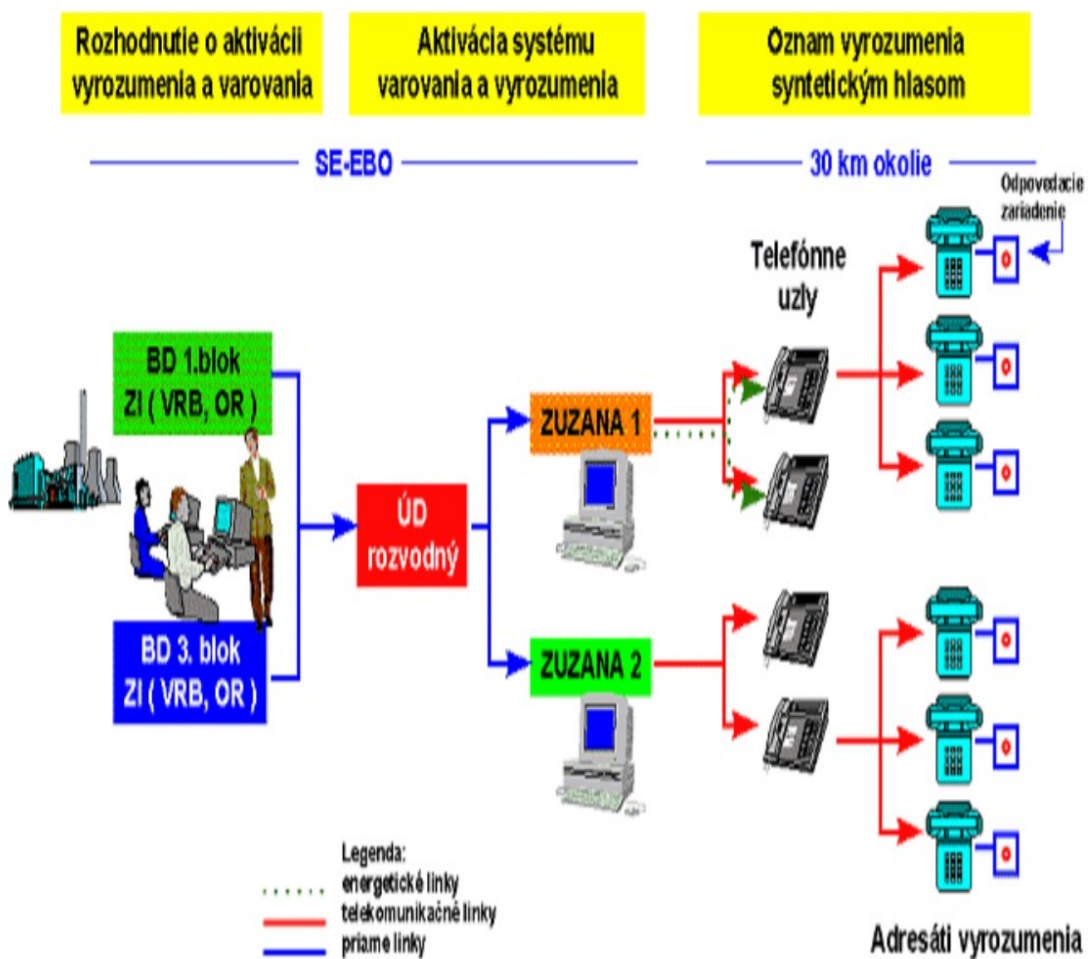 Rozhodnutie o aktivácii
vyrozumenia a varovania
Aktivácia systému
varovania a vyrozumenia
Oznam vyrozumenia
syntetickým hlasom
SE-EBO
30 km okolie
Odpovedacie
zariadenie
Telefónne
uzly
BD 1.blok
ZI ( VRB, OR )
ZUZANA 1
ÚD
rozvodný
BD 3. blok
ZI ( VRB, OR )
ZUZANA 2
Legenda:
energetické linky
telekomunikačné linky
priame linky
Adresáti vyrozumenia